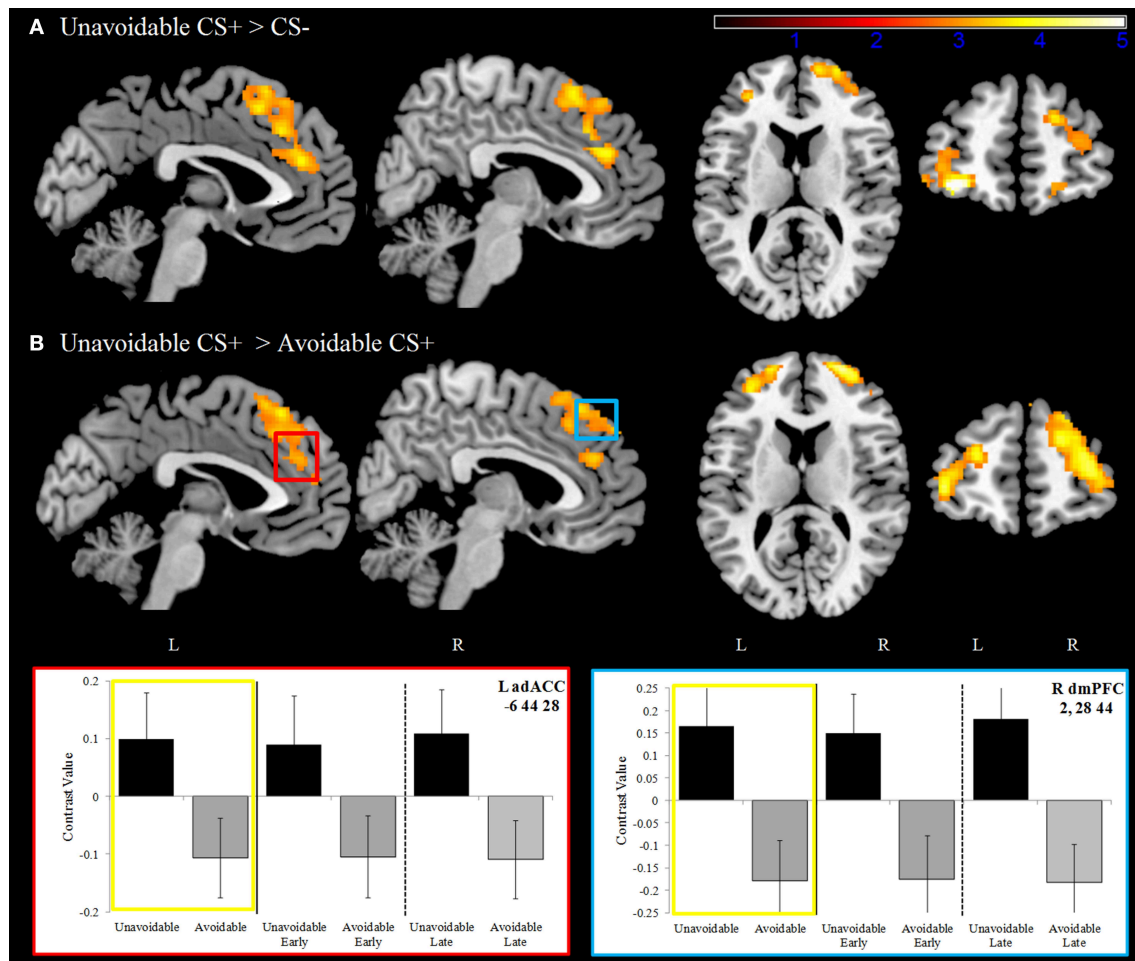 A Unavoidable CS+ > CS-
1 2 3 4 5
B Unavoidable CS+ > Avoidable CS+
L R L R L R
L adACC
-6 44 28
Contrast Value
0.2
0.1
0
-0.1
-0.2
Unavoidable Avoidable Unavoidable Early Avoidable Early Unavoidable Late Avoidable Late
R dmPFC
2, 28 44
Contrast Value
0.25
0.2
0.15
0.1
0.05
0
-0.05
-0.1
-0.15
-0.2
-0.25
Unavoidable Avoidable Unavoidable Early Avoidable Early Unavoidable Late Avoidable Late